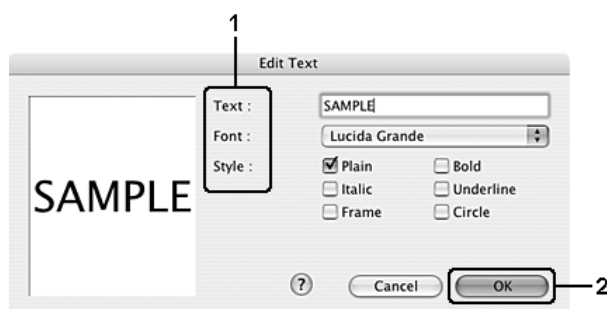 1
Edit Text
Text :
SAMPLE
Font :
Lucida Grande
Style :
Plain
Bold
Italic
Underline
Frame
Circle
SAMPLE
?
Cancel
OK
2